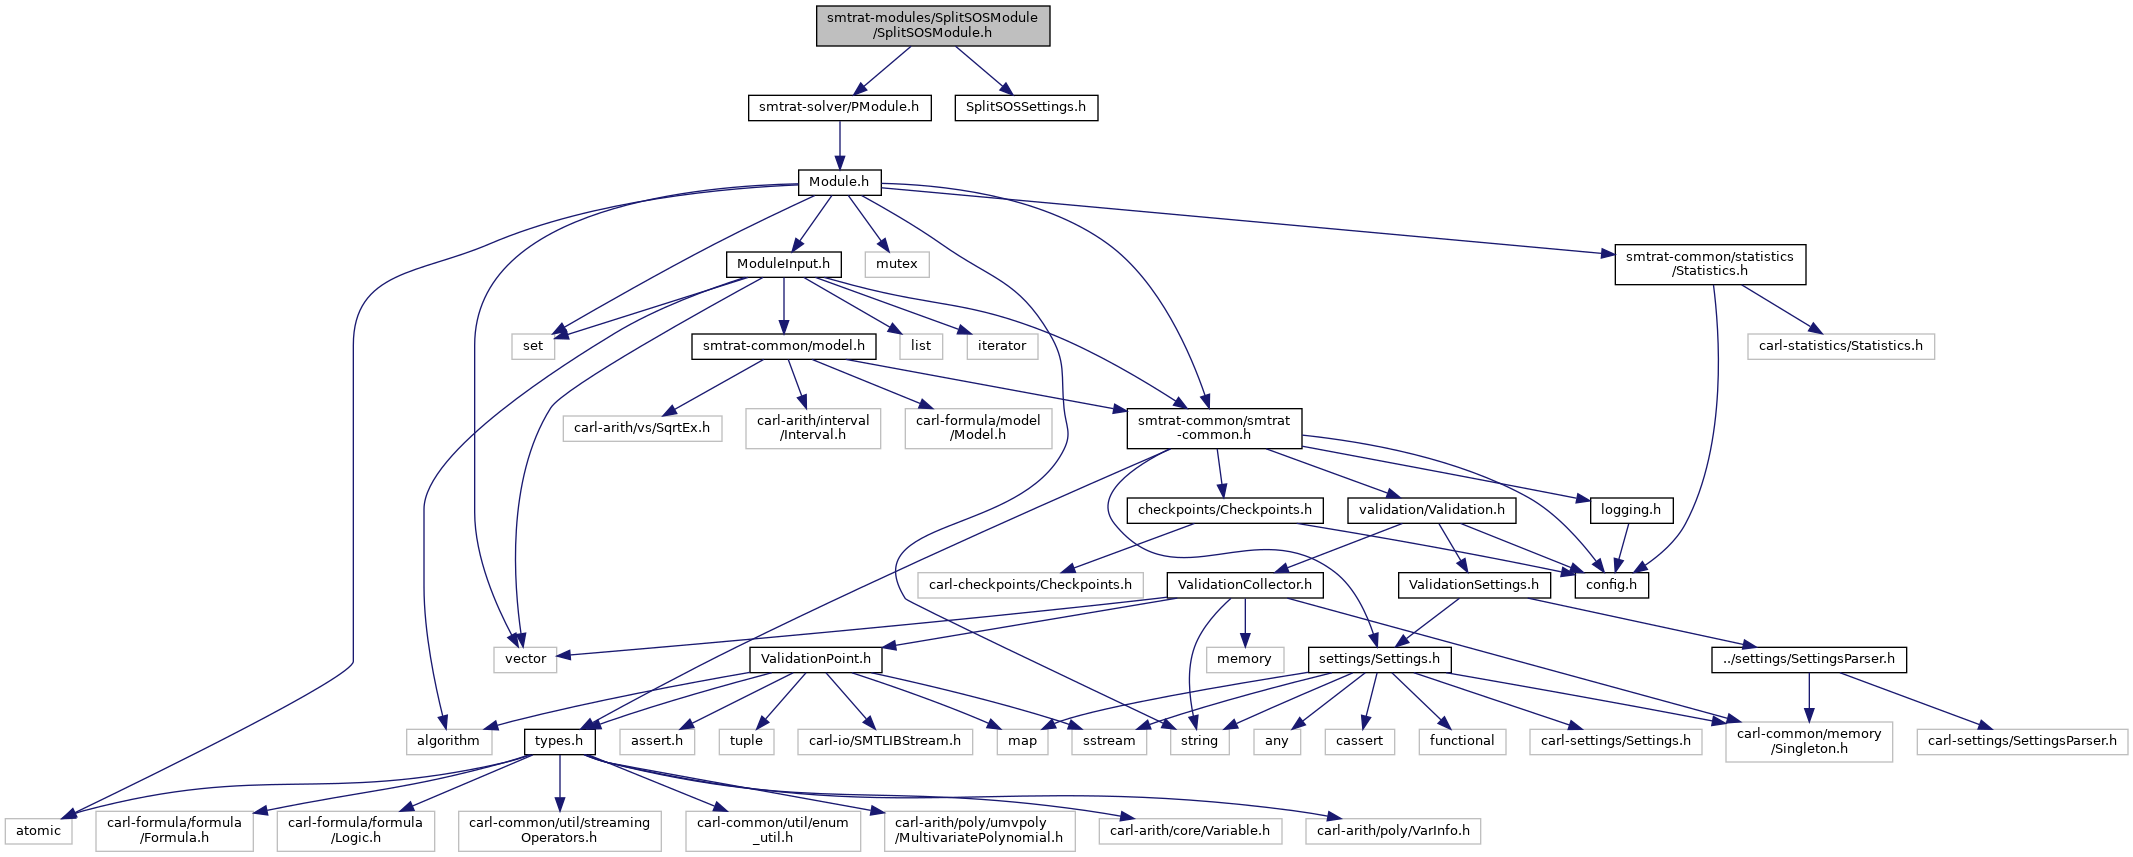 smtrat-modules/SplitSOSModule
/SplitSOSModule.h
smtrat-solver/PModule.h
SplitSOSSettings.h
Module.h
ModuleInput.h
mutex
smtrat-common/statistics
/Statistics.h
set
smtrat-common/model.h
list
iterator
carl-statistics/Statistics.h
carl-arith/vs/SqrtEx.h
carl-arith/interval
/Interval.h
carl-formula/model
/Model.h
smtrat-common/smtrat
-common.h
checkpoints/Checkpoints.h
validation/Validation.h
logging.h
carl-checkpoints/Checkpoints.h
ValidationCollector.h
ValidationSettings.h
config.h
vector
ValidationPoint.h
memory
settings/Settings.h
../settings/SettingsParser.h
algorithm
types.h
assert.h
tuple
carl-io/SMTLIBStream.h
map
sstream
string
any
cassert
functional
carl-settings/Settings.h
carl-common/memory
/Singleton.h
carl-settings/SettingsParser.h
atomic
carl-formula/formula
/Formula.h
carl-formula/formula
/Logic.h
carl-common/util/streaming
Operators.h
carl-common/util/enum
_util.h
carl-arith/poly/umvpoly
/MultivariatePolynomial.h
carl-arith/core/Variable.h
carl-arith/poly/VarInfo.h